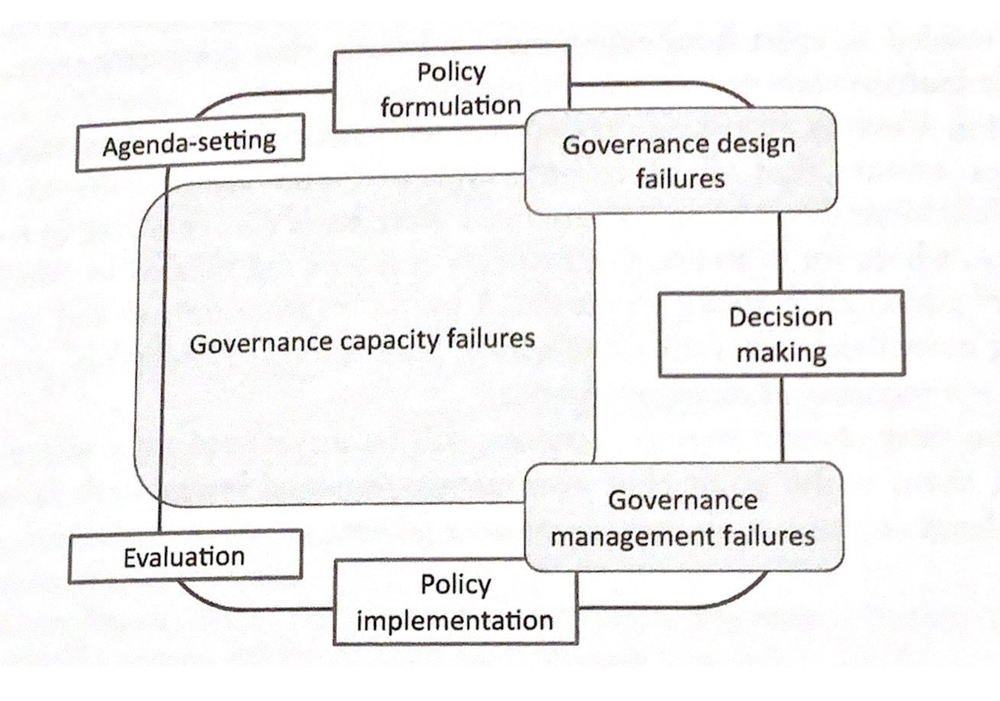 Policy
formulation
Agenda-setting
Governance design
failures
Governance capacity failures
Decision
making
Governance
management failures
Evaluation
Policy
implementation